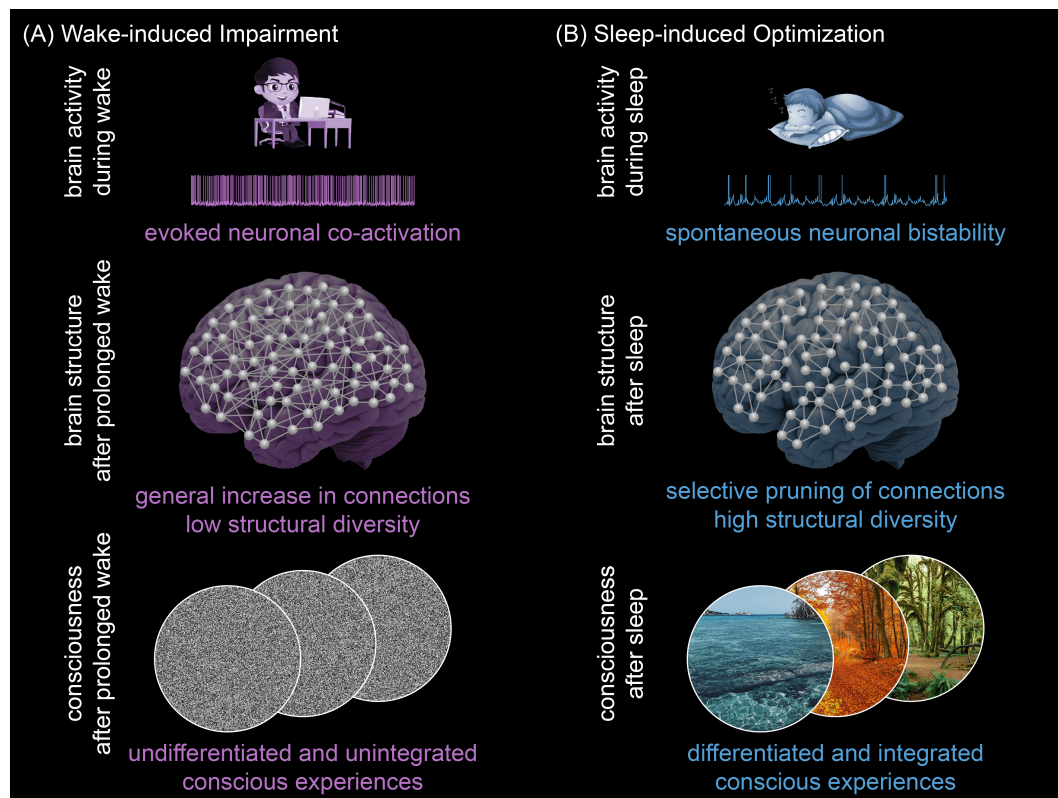 (A) Wake-induced Impairment
brain activity
during wake
evoked neuronal co-activation
brain structure
after prolonged wake
general increase in connections
low structural diversity
consciousness
after prolonged wake
undifferentiated and unintegrated
conscious experiences
(B) Sleep-induced Optimization
brain activity
during sleep
z z z
spontaneous neuronal bistability
brain structure
after sleep
selective pruning of connections
high structural diversity
consciousness
after sleep
differentiated and integrated
conscious experiences